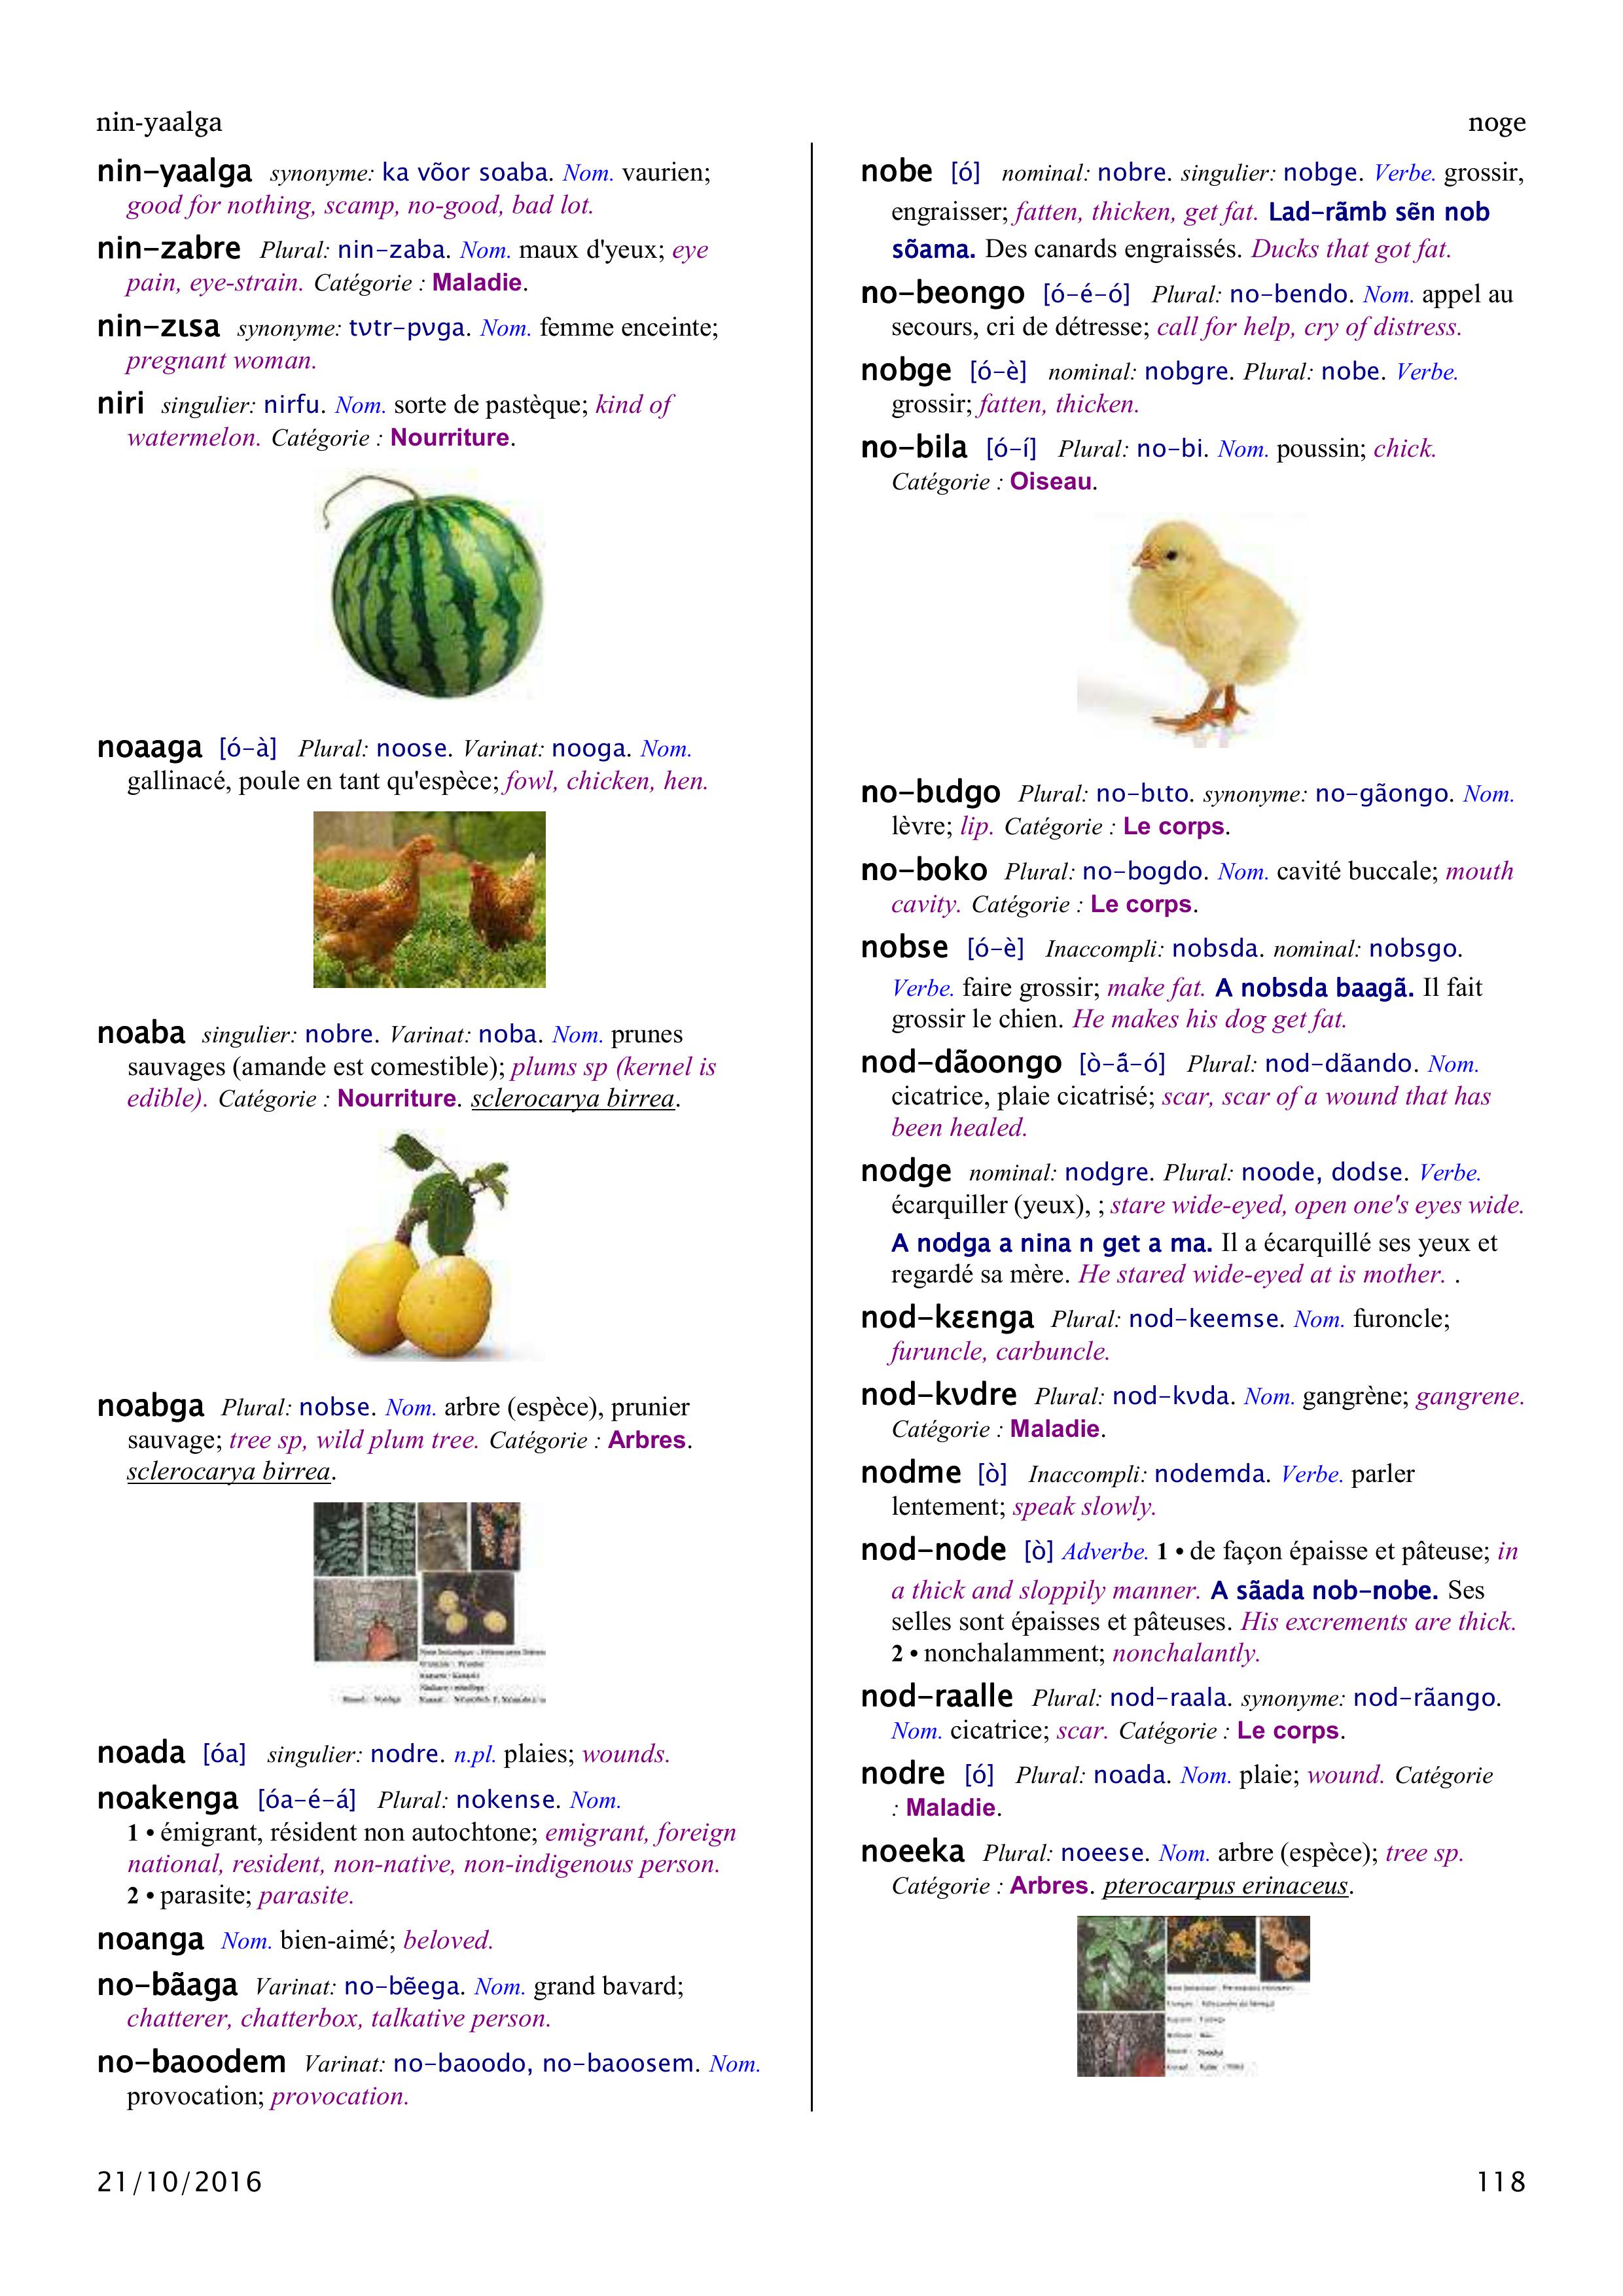 nin-yaalga
noge
nin-yaalga synonyme: ka võor soaba. Nom. vaurien;
good for nothing, scamp, no-good, bad lot.
nin-zabre Plural: nin-zaba. Nom. maux d'yeux; eye
pain, eye-strain. Catégorie : Maladie.
nin-zɩsa synonyme: tʋtr-pʋga. Nom. femme enceinte;
pregnant woman.
niri singulier: nirfu. Nom. sorte de pastèque; kind of
watermelon. Catégorie : Nourriture.
noaaga [ó-à] Plural: noose. Varinat: nooga. Nom.
gallinacé, poule en tant qu'espèce; fowl, chicken, hen.
noaba singulier: nobre. Varinat: noba. Nom. prunes
sauvages (amande est comestible); plums sp (kernel is
edible). Catégorie : Nourriture. sclerocarya birrea.
noabga Plural: nobse. Nom. arbre (espèce), prunier
sauvage; tree sp, wild plum tree. Catégorie : Arbres.
sclerocarya birrea.
noada [óa] singulier: nodre. n.pl. plaies; wounds.
noakenga [óa-é-á] Plural: nokense. Nom.
1 • émigrant, résident non autochtone; emigrant, foreign
national, resident, non-native, non-indigenous person.
2 • parasite; parasite.
noanga Nom. bien-aimé; beloved.
no-bãaga Varinat: no-bẽega. Nom. grand bavard;
chatterer, chatterbox, talkative person.
no-baoodem Varinat: no-baoodo, no-baoosem. Nom.
provocation; provocation.
nobe [ó] nominal: nobre. singulier: nobge. Verbe. grossir,
engraisser; fatten, thicken, get fat. Lad-rãmb sẽn nob
sõama. Des canards engraissés. Ducks that got fat.
no-beongo [ó-é-ó] Plural: no-bendo. Nom. appel au
secours, cri de détresse; call for help, cry of distress.
nobge [ó-è] nominal: nobgre. Plural: nobe. Verbe.
grossir; fatten, thicken.
no-bila [ó-í] Plural: no-bi. Nom. poussin; chick.
Catégorie : Oiseau.
no-bɩdgo Plural: no-bɩto. synonyme: no-gãongo. Nom.
lèvre; lip. Catégorie : Le corps.
no-boko Plural: no-bogdo. Nom. cavité buccale; mouth
cavity. Catégorie : Le corps.
nobse [ó-è] Inaccompli: nobsda. nominal: nobsgo.
Verbe. faire grossir; make fat. A nobsda baagã. Il fait
grossir le chien. He makes his dog get fat.
nod-dãoongo [ò-ã́-ó] Plural: nod-dãando. Nom.
cicatrice, plaie cicatrisé; scar, scar of a wound that has
been healed.
nodge nominal: nodgre. Plural: noode, dodse. Verbe.
écarquiller (yeux), ; stare wide-eyed, open one's eyes wide.
A nodga a nina n get a ma. Il a écarquillé ses yeux et
regardé sa mère. He stared wide-eyed at is mother. .
nod-kɛɛnga Plural: nod-keemse. Nom. furoncle;
furuncle, carbuncle.
nod-kʋdre Plural: nod-kʋda. Nom. gangrène; gangrene.
Catégorie : Maladie.
nodme [ò] Inaccompli: nodemda. Verbe. parler
lentement; speak slowly.
nod-node [ò] Adverbe. 1 • de façon épaisse et pâteuse; in
a thick and sloppily manner. A sãada nob-nobe. Ses
selles sont épaisses et pâteuses. His excrements are thick.
2 • nonchalamment; nonchalantly.
nod-raalle Plural: nod-raala. synonyme: nod-rãango.
Nom. cicatrice; scar. Catégorie : Le corps.
nodre [ó] Plural: noada. Nom. plaie; wound. Catégorie
: Maladie.
noeeka Plural: noeese. Nom. arbre (espèce); tree sp.
Catégorie : Arbres. pterocarpus erinaceus.
21/10/2016
118